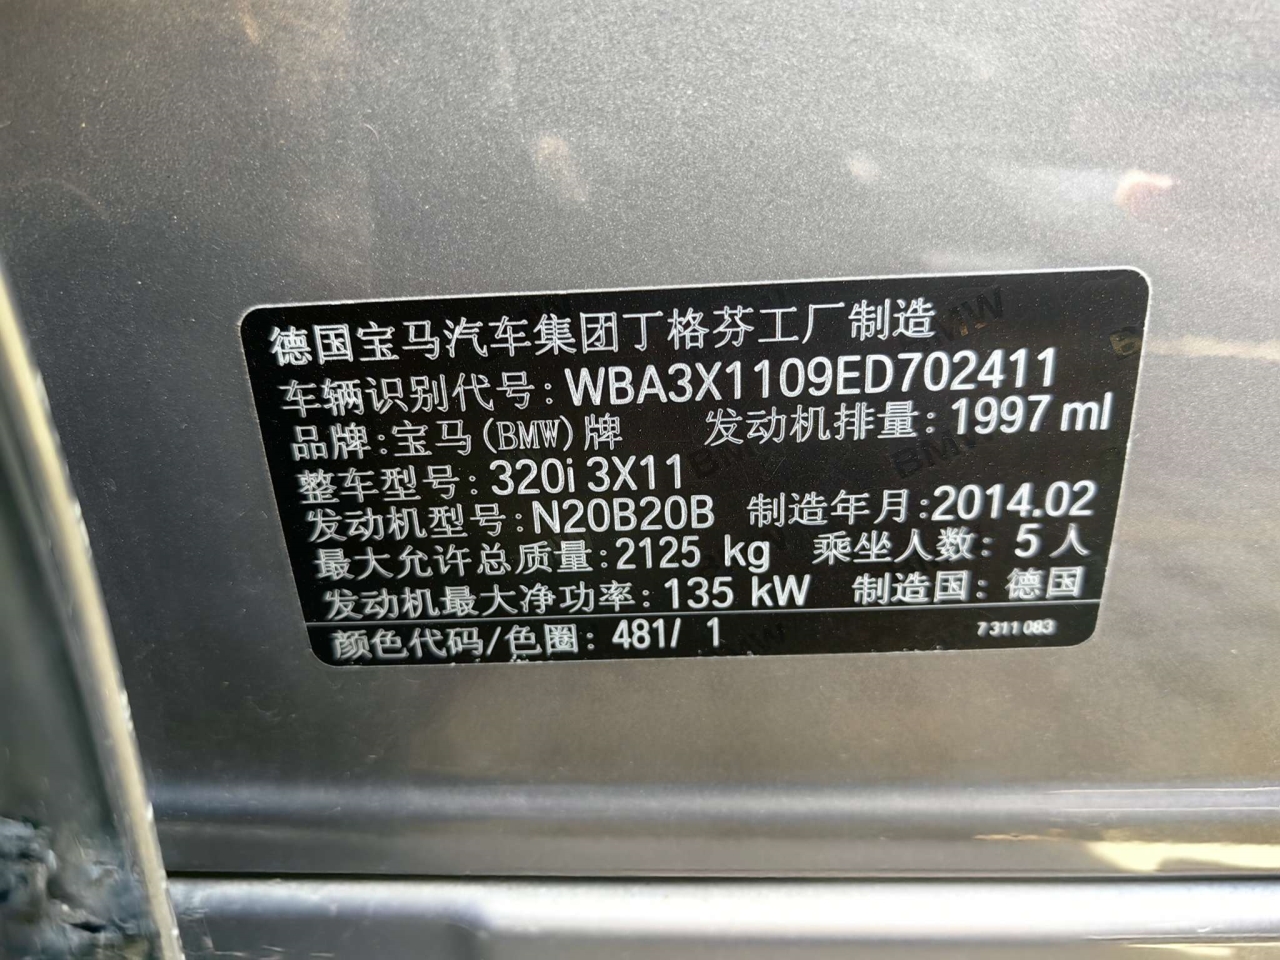 德国宝马汽车集团丁格芬工厂制造
车辆识别代号: WBA3X1109ED702411
品牌:宝马(BMW)牌 发动机排量: 1997 ml
整车型号: 320i 3X11
发动机型号: N20B20B 制造年月:2014.02
最大允许总质量: 2125 kg 乘坐人数: 5 人
发动机最大净功率: 135 kW 制造国: 德国
颜色代码/色圈: 481/ 1 7 311 083